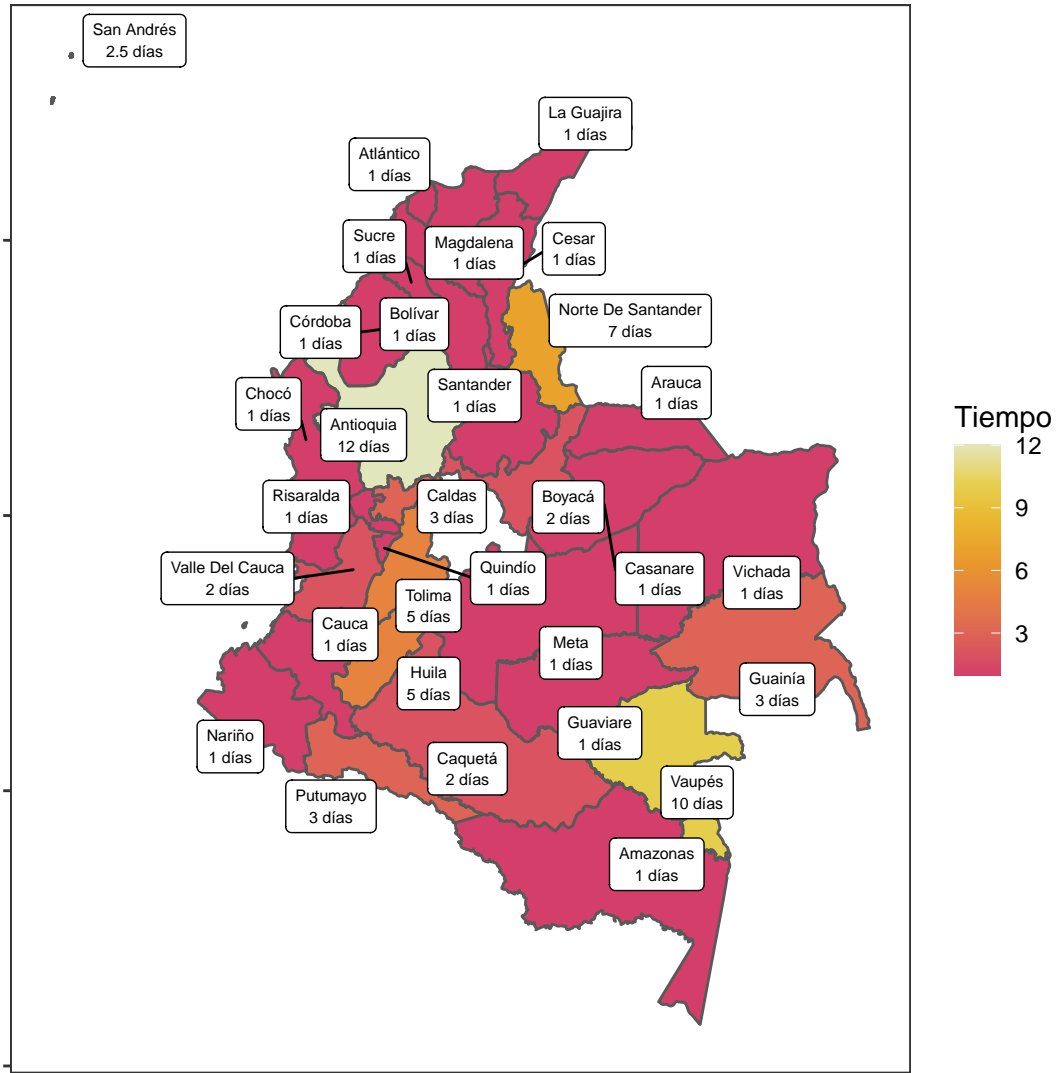 San Andrés
2.5 días
La Guajira
1 días
Atlántico
1 días
Sucre
1 días
Magdalena
1 días
Cesar
1 días
Norte De Santander
7 días
Córdoba
1 días
Bolívar
1 días
Chocó
1 días
Santander
1 días
Arauca
1 días
Antioquia
12 días
Risaralda
1 días
Caldas
3 días
Boyacá
2 días
Valle Del Cauca
2 días
Quindío
1 días
Casanare
1 días
Vichada
1 días
Tolima
5 días
Cauca
1 días
Meta
1 días
Huila
5 días
Guainía
3 días
Guaviare
1 días
Nariño
1 días
Caquetá
2 días
Vaupés
10 días
Putumayo
3 días
Amazonas
1 días
Tiempo
12
9
6
3